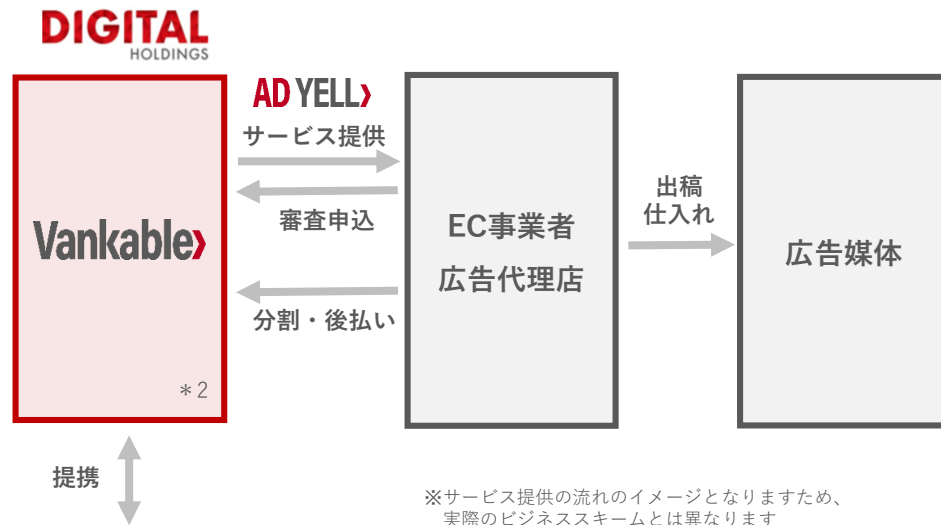 DIGITAL
HOLDINGS
AD YELL
サービス提供
審査申込
分割・後払い
Vankable
＊2
EC事業者
広告代理店
出稿
仕入れ
広告媒体
提携
※サービス提供の流れのイメージとなりますため、
実際のビジネススキームとは異なります